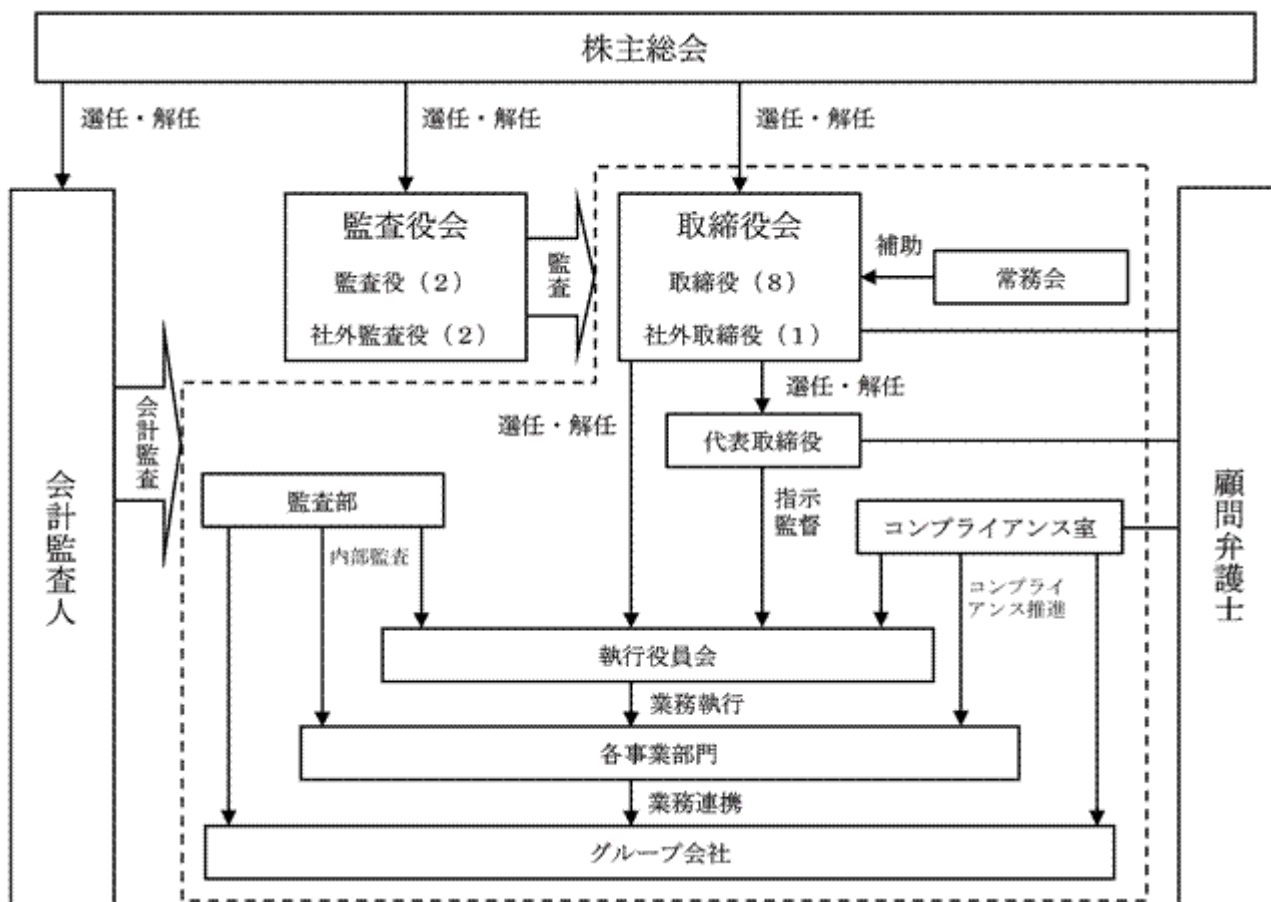 株主総会
選任・解任
選任・解任
選任・解任
監査役会
監査役（2）
社外監査役（2）
監査
取締役会
取締役（8）
社外取締役（1）
補助
常務会
選任・解任
選任・解任
代表取締役
会計監査
会計監査人
監査部
内部監査
指示
監督
コンプライアンス室
コンプライ
アンス推進
顧問弁護士
執行役員会
業務執行
各事業部門
業務連携
グループ会社